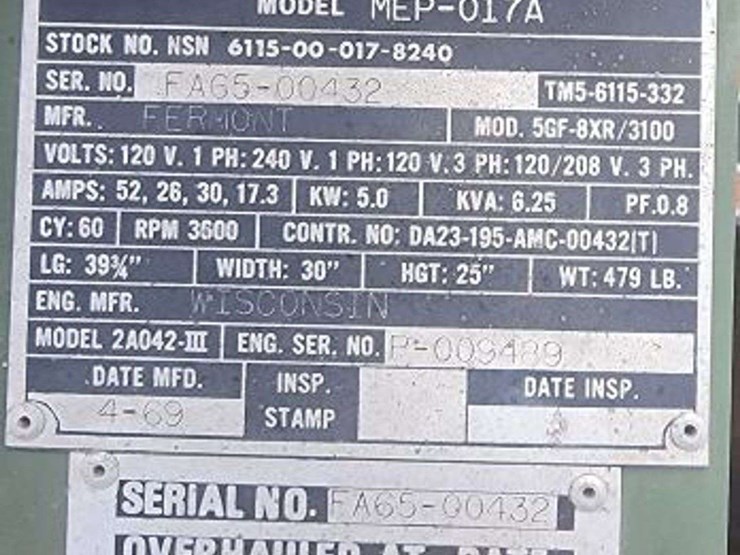 MODEL MEP-017A
STOCK NO. NSN 6115-00-017-8240
SER. NO. FAG5-00432 TM5-6115-332
MFR. FERMONT MOD. 5GF-8XR/3100
VOLTS: 120 V. 1 PH: 240 V. 1 PH: 120 V. 3 PH: 120/208 V. 3 PH.
AMPS: 52, 26, 30, 17.3 KW: 5.0 KVA: 6.25 PF.0.8
CY: 60 RPM 3600 CONTR. NO: DA23-195-AMC-00432(T)
LG: 39¾" WIDTH: 30" HGT: 25" WT: 479 LB.
ENG. MFR. WISCONSIN
MODEL 2A042-III ENG. SER. NO. P-009489
DATE MFD. INSP. STAMP DATE INSP.
4-69
SERIAL NO. FA65-00432
OVERHAULED AT DATE